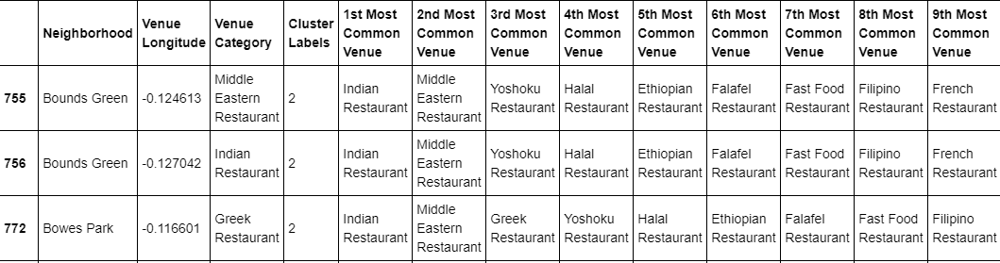 Neighborhood Venue Longitude Venue Category Cluster Labels 1st Most Common Venue 2nd Most Common Venue 3rd Most Common Venue 4th Most Common Venue 5th Most Common Venue 6th Most Common Venue 7th Most Common Venue 8th Most Common Venue 9th Most Common Venue
755 Bounds Green -0.124613 Middle Eastern Restaurant 2 Indian Restaurant Middle Eastern Restaurant Yoshoku Restaurant Halal Restaurant Ethiopian Restaurant Falafel Restaurant Fast Food Restaurant Filipino Restaurant French Restaurant
756 Bounds Green -0.127042 Indian Restaurant 2 Indian Restaurant Middle Eastern Restaurant Yoshoku Restaurant Halal Restaurant Ethiopian Restaurant Falafel Restaurant Fast Food Restaurant Filipino Restaurant French Restaurant
772 Bowes Park -0.116601 Greek Restaurant 2 Indian Restaurant Middle Eastern Restaurant Greek Restaurant Yoshoku Restaurant Halal Restaurant Ethiopian Restaurant Falafel Restaurant Fast Food Restaurant Filipino Restaurant